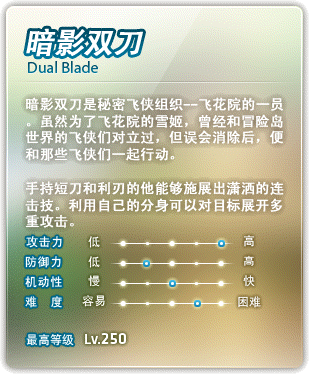 暗影双刀
Dual Blade
暗影双刀是秘密飞侠组织--飞花院的一员
。虽然为了飞花院的雪姬，曾经和冒险岛
世界的飞侠们对立过，但误会消除后，便
和那些飞侠们一起行动。
手持短刀和利刃的他能够施展出潇洒的连
击技。利用自己的分身可以对目标展开多
重攻击。
攻击力 低 高
防御力 低 高
机动性 慢 快
难 度 容易 困难
最高等级 Lv.250